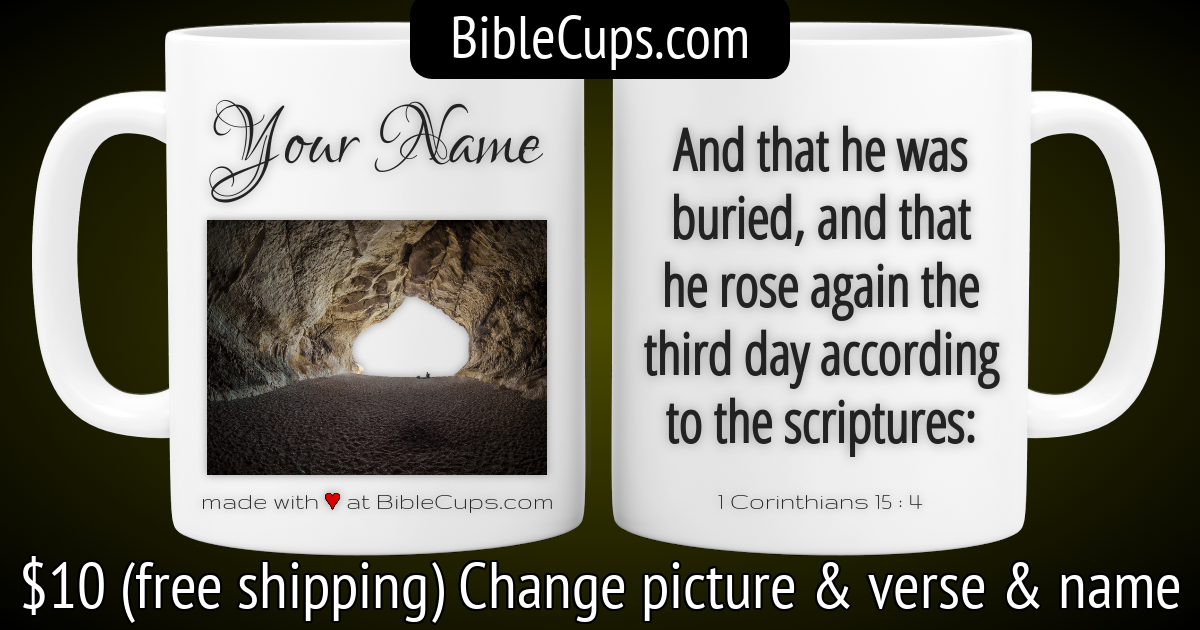 BibleCups.com
Your Name
made with ♥ at BibleCups.com
And that he was
buried, and that
he rose again the
third day according
to the scriptures:
1 Corinthians 15 : 4
$10 (free shipping) Change picture & verse & name